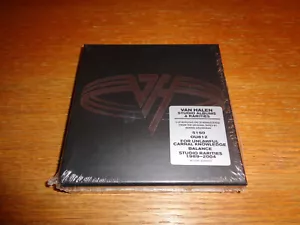 VAN HALEN
STUDIO ALBUMS
& RARITIES
5150
OU812
FOR UNLAWFUL
CARNAL KNOWLEDGE
BALANCE
STUDIO RARITIES
1989–2004